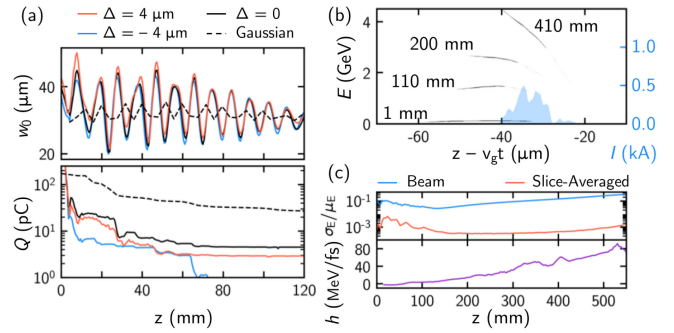 (a)
Δ = 4 μm
Δ = 0
Δ = − 4 μm
Gaussian
w₀ (μm)
40
20
Q (pC)
10²
10¹
10⁰
0 20 40 60 80 100 120
z (mm)
(b)
410 mm
200 mm
110 mm
1 mm
E (GeV)
4
2
0
1.0
0.5
0.0
−60 −40 −20
z − v_gt (μm)
I (kA)
(c)
Beam
Slice-Averaged
σ_E/μ_E
10⁻¹
10⁻³
h (MeV/fs)
80
40
0
0 100 200 300 400 500
z (mm)